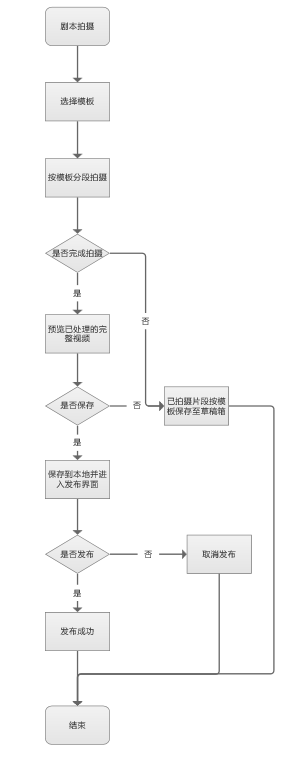 剧本拍摄
选择模板
按模板分段拍摄
是否完成拍摄
是
否
预览已处理的完
整视频
是否保存
否
已拍摄片段按模
板保存至草稿箱
是
保存到本地并进
入发布界面
是否发布
否
取消发布
是
发布成功
结束